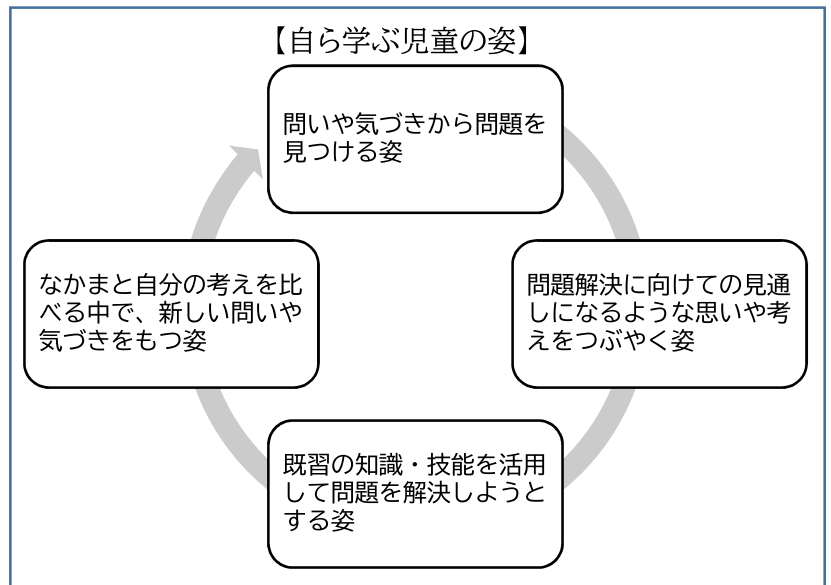 【自ら学ぶ児童の姿】
問いや気づきから問題を
見つける姿
問題解決に向けての見通
しになるような思いや考
えをつぶやく姿
既習の知識・技能を活用
して問題を解決しようと
する姿
なかまと自分の考えを比
べる中で、新しい問いや
気づきをもつ姿